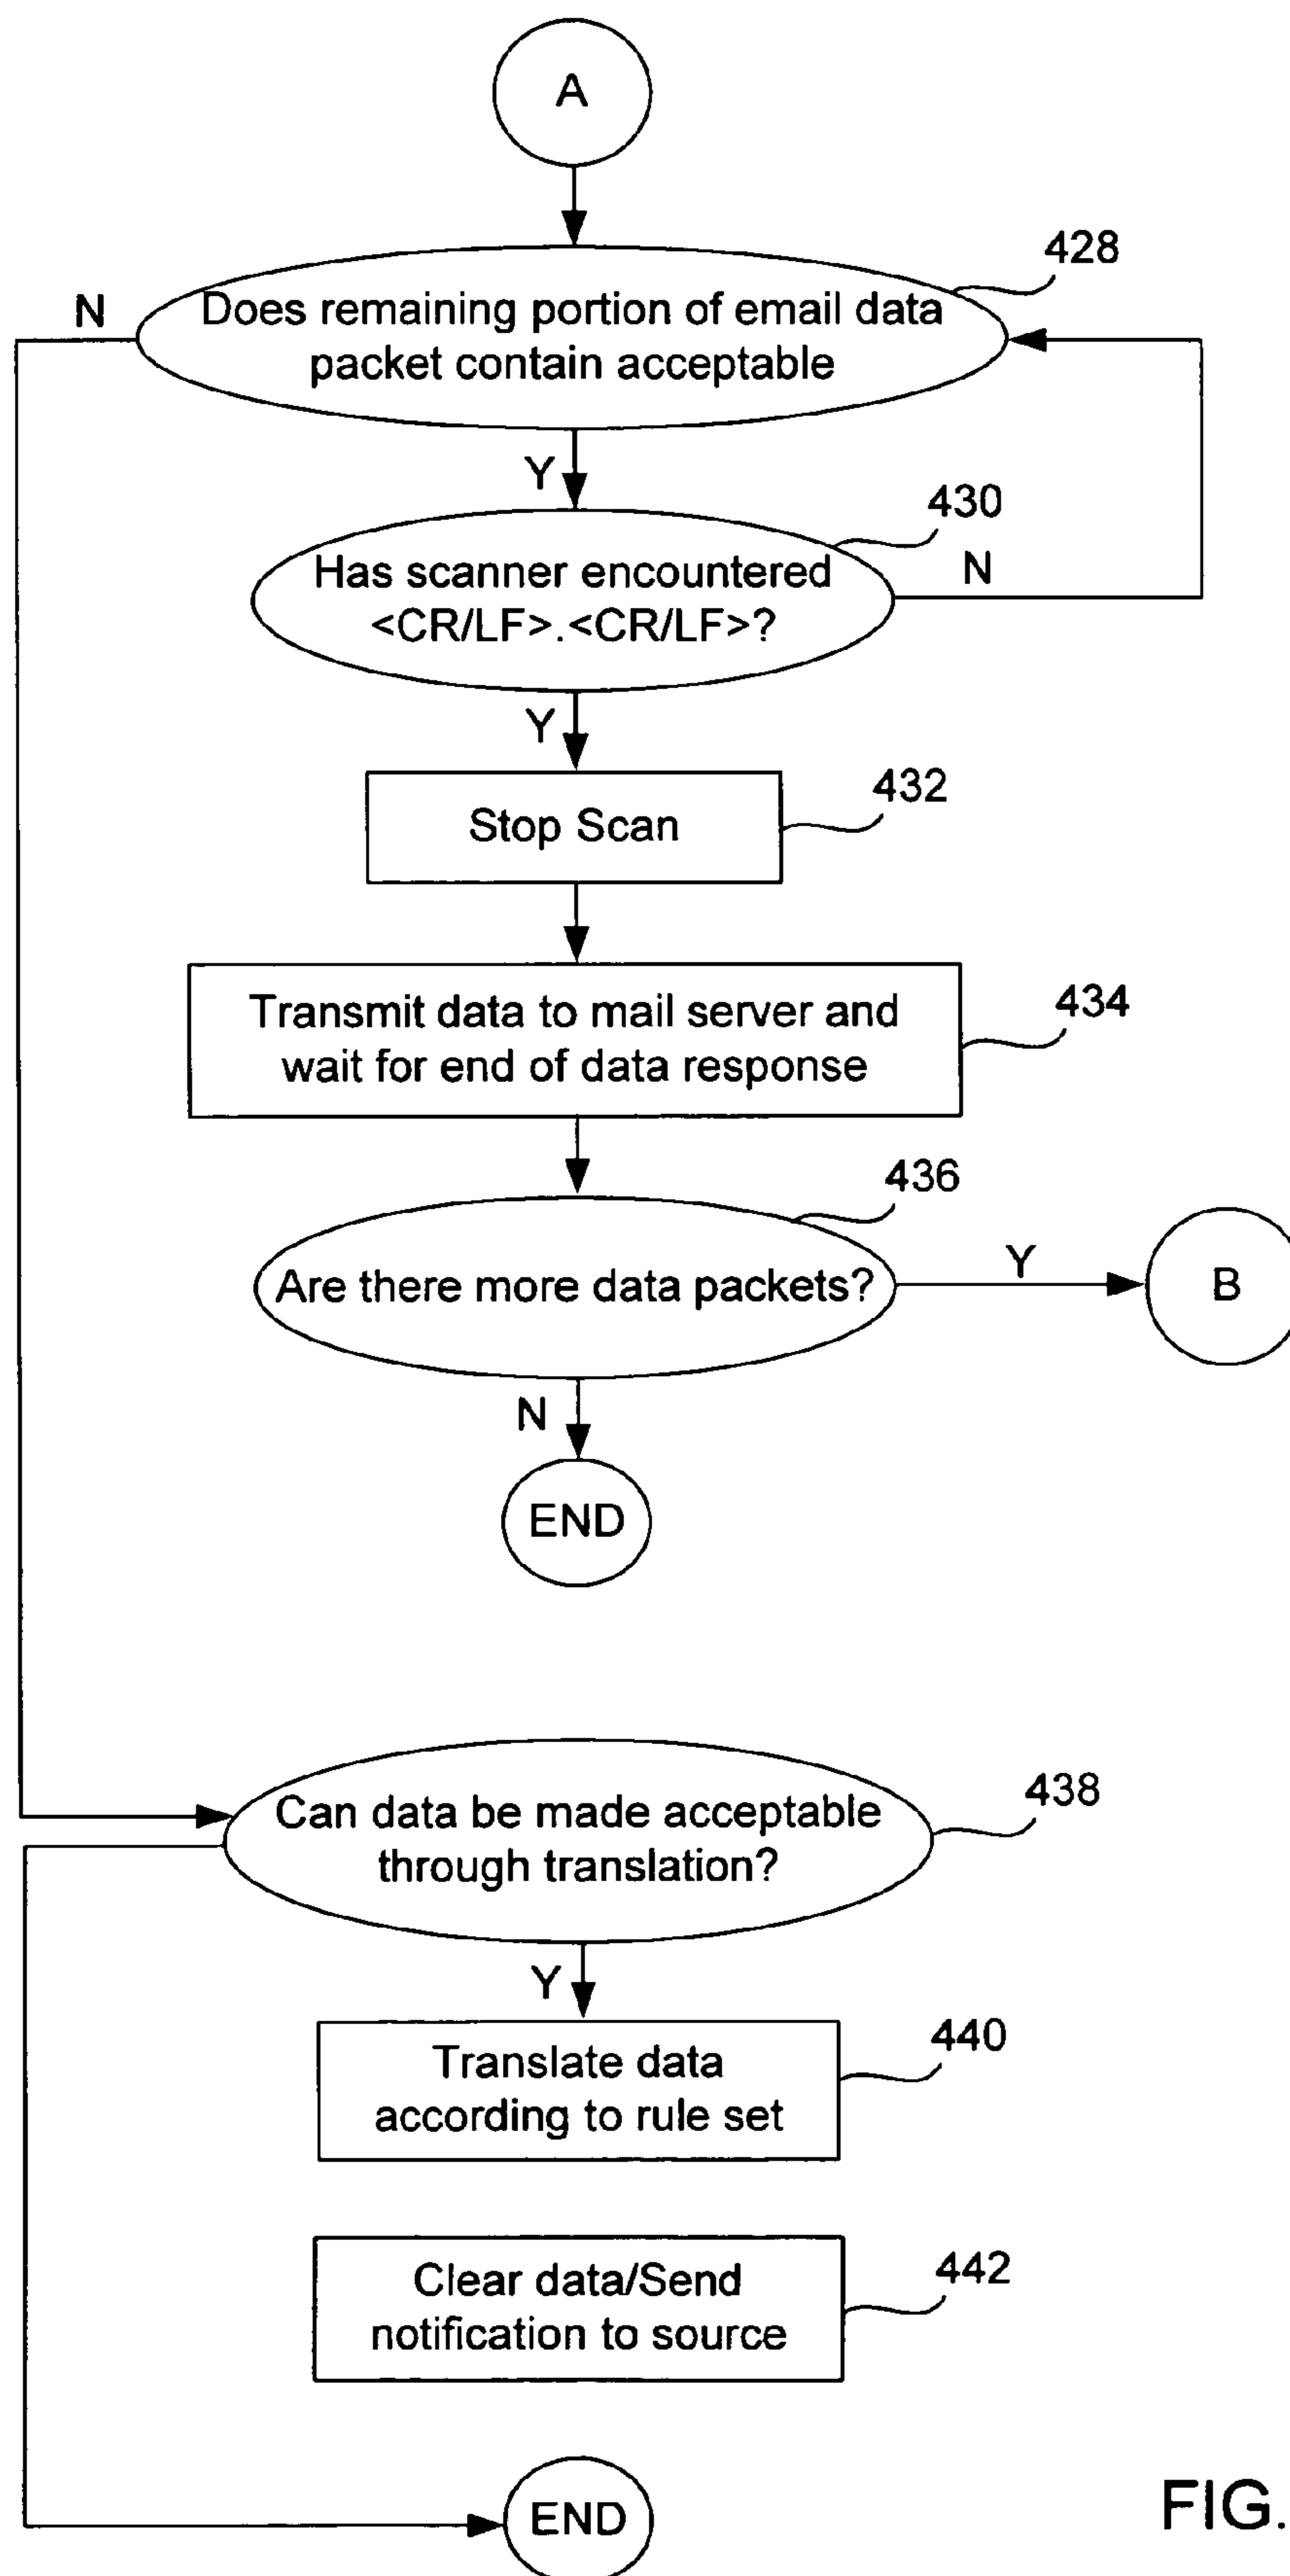 A
428
N
Does remaining portion of email data
packet contain acceptable
Y
430
Has scanner encountered
<CR/LF>.<CR/LF>?
N
Y
432
Stop Scan
434
Transmit data to mail server and
wait for end of data response
436
Are there more data packets?
Y
B
N
END
438
Can data be made acceptable
through translation?
Y
440
Translate data
according to rule set
442
Clear data/Send
notification to source
END
FIG.